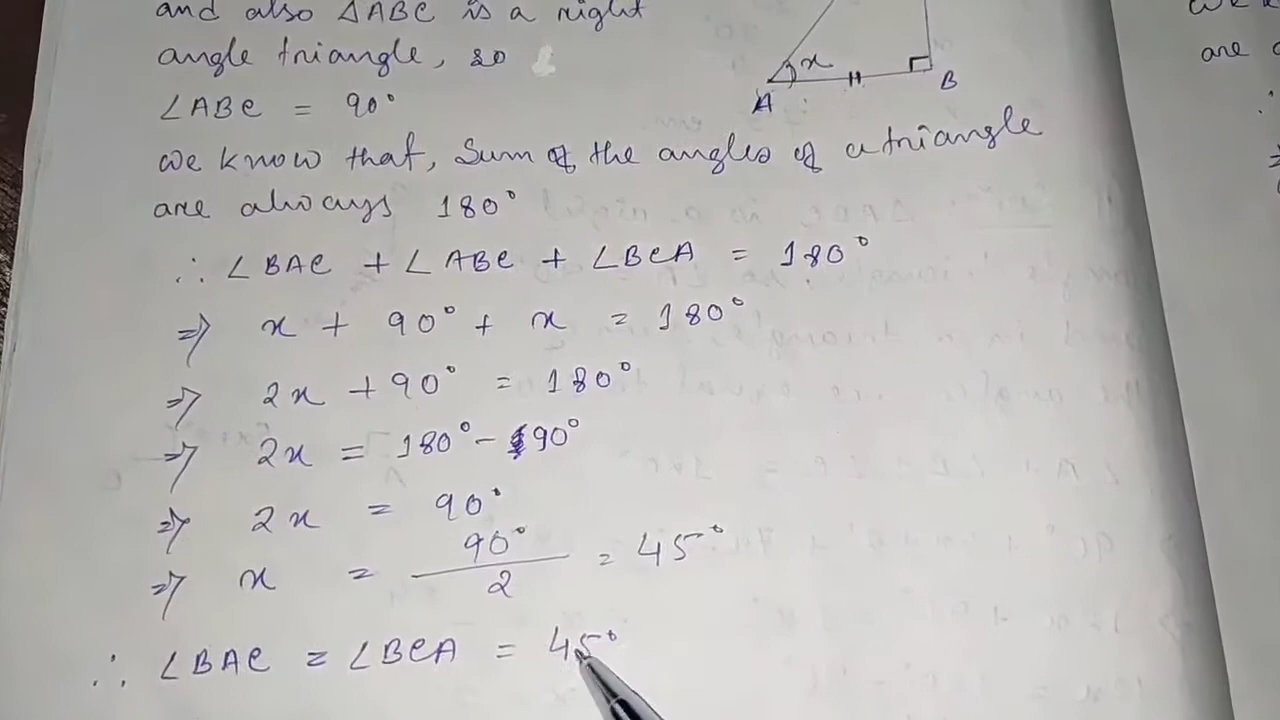 and also △ABC is a right
angle triangle, so
∠ABC = 90°
x
A
B
we know that, Sum of the angles of a triangle
are always 180°
∴ ∠BAC + ∠ABC + ∠BCA = 180°
⇒ x + 90° + x = 180°
⇒ 2x + 90° = 180°
⇒ 2x = 180° - 90°
⇒ 2x = 90°
⇒ x = 90°/2 = 45°
∴ ∠BAC = ∠BCA = 45°
are